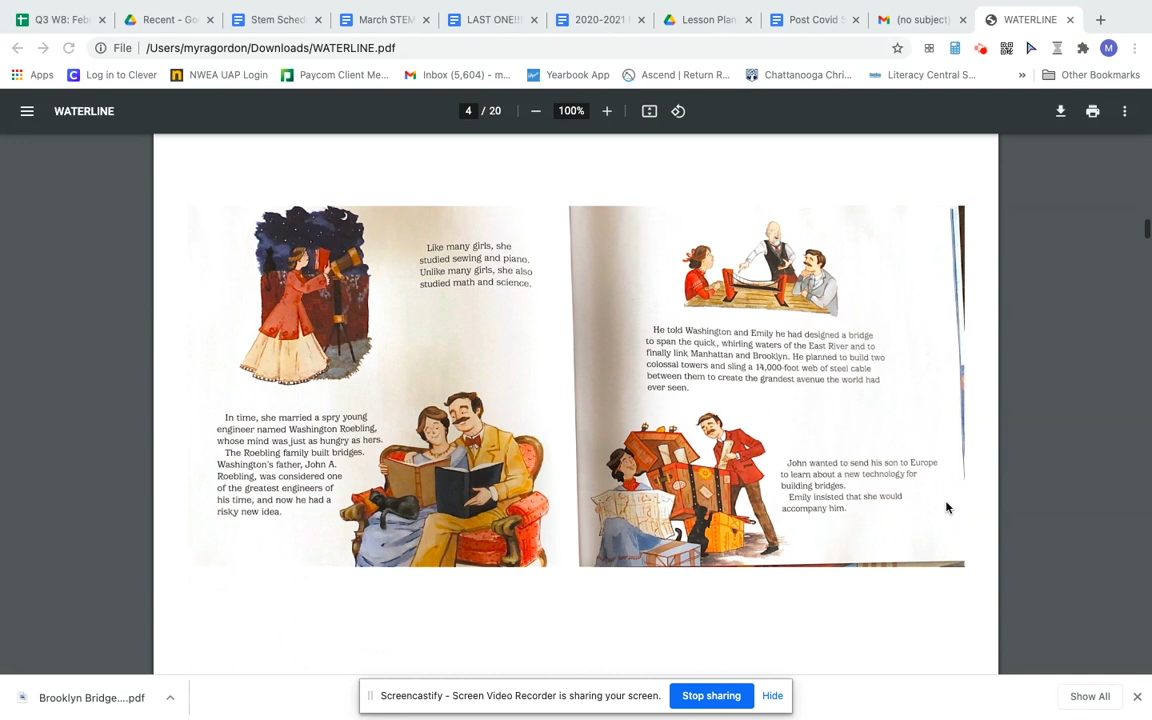 Q3 W8: Feb
Recent - Go
Stem Sched
March STEM
LAST ONE!!!
2020-2021
Lesson Plan
Post Covid S
(no subject)
WATERLINE
File
/Users/myragordon/Downloads/WATERLINE.pdf
M
Apps
Log in to Clever
NWEA UAP Login
Paycom Client Me...
Inbox (5,604) - m...
Yearbook App
Ascend | Return R...
Chattanooga Chri...
Literacy Central S...
»
Other Bookmarks
WATERLINE
4 / 20
100%
Like many girls, she
studied sewing and piano.
Unlike many girls, she also
studied math and science.
In time, she married a spry young
engineer named Washington Roebling,
whose mind was just as hungry as hers.
The Roebling family built bridges.
Washington's father, John A.
Roebling, was considered one
of the greatest engineers of
his time, and now he had a
risky new idea.
He told Washington and Emily he had designed a bridge
to span the quick, whirling waters of the East River and to
finally link Manhattan and Brooklyn. He planned to build two
colossal towers and sling a 14,000-foot web of steel cable
between them to create the grandest avenue the world had
ever seen.
John wanted to send his son to Europe
to learn about a new technology for
building bridges.
Emily insisted that she would
accompany him.
Brooklyn Bridge....pdf
Screencastify - Screen Video Recorder is sharing your screen.
Stop sharing
Hide
Show All